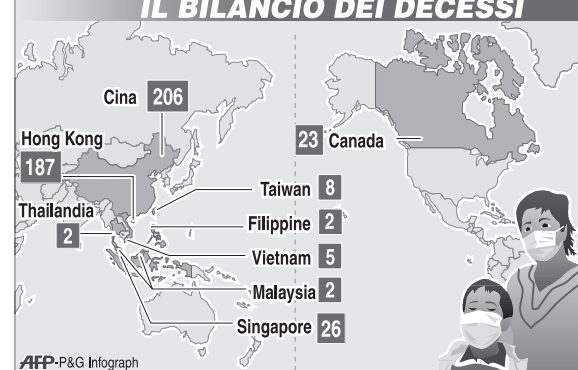 IL BILANCIO DEI DECESSI
Cina 206
Hong Kong
187
Thailandia
2
23 Canada
Taiwan 8
Filippine 2
Vietnam 5
Malaysia 2
Singapore 26
AFP-P&G Infograph